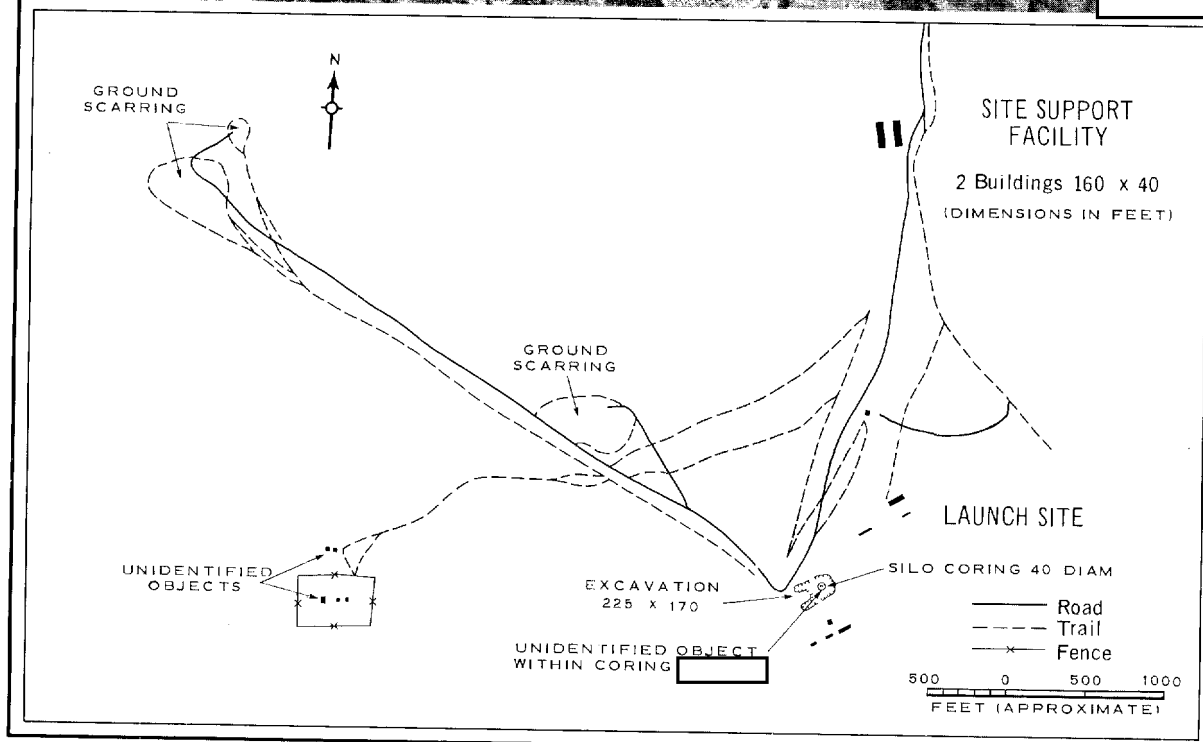 N
GROUND
SCARRING
SITE SUPPORT
FACILITY
2 Buildings 160 x 40
(DIMENSIONS IN FEET)
GROUND
SCARRING
LAUNCH SITE
UNIDENTIFIED
OBJECTS
EXCAVATION
225 X 170
SILO CORING 40 DIAM
UNIDENTIFIED OBJECT
WITHIN CORING
Road
Trail
Fence
500 0 500 1000
FEET (APPROXIMATE)